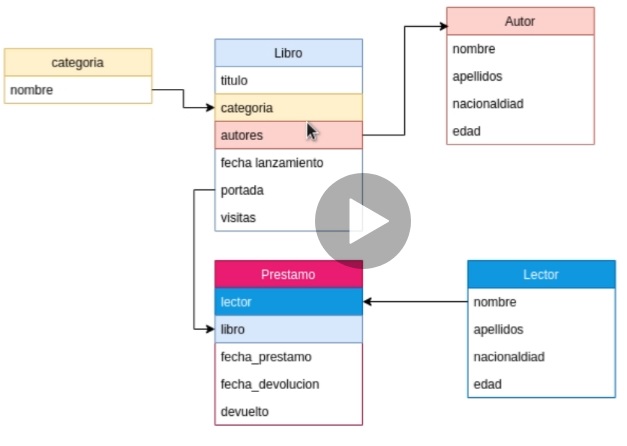 categoria
nombre
Libro
titulo
categoria
autores
fecha lanzamiento
portada
visitas
Autor
nombre
apellidos
nacionaldiad
edad
Prestamo
lector
libro
fecha_prestamo
fecha_devolucion
devuelto
Lector
nombre
apellidos
nacionaldiad
edad